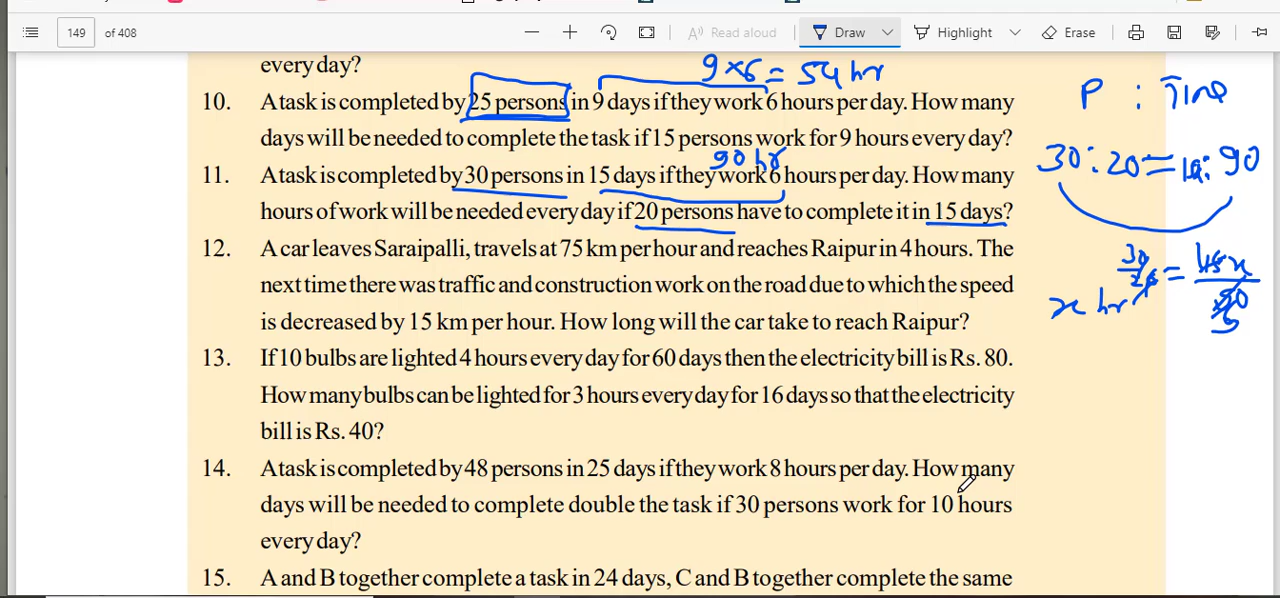 149 of 408
Read aloud
Draw
Highlight
Erase
every day?
9 × 6 = 54 hr
10. A task is completed by 25 persons in 9 days if they work 6 hours per day. How many
days will be needed to complete the task if 15 persons work for 9 hours every day?
90 hr
11. A task is completed by 30 persons in 15 days if they work 6 hours per day. How many
hours of work will be needed every day if 20 persons have to complete it in 15 days?
12. A car leaves Saraipalli, travels at 75 km per hour and reaches Raipur in 4 hours. The
next time there was traffic and construction work on the road due to which the speed
is decreased by 15 km per hour. How long will the car take to reach Raipur?
13. If 10 bulbs are lighted 4 hours every day for 60 days then the electricity bill is Rs. 80.
How many bulbs can be lighted for 3 hours every day for 16 days so that the electricity
bill is Rs. 40?
14. A task is completed by 48 persons in 25 days if they work 8 hours per day. How many
days will be needed to complete double the task if 30 persons work for 10 hours
every day?
15. A and B together complete a task in 24 days, C and B together complete the same
P : Time
30 : 20 = : 90
30
=
x hr